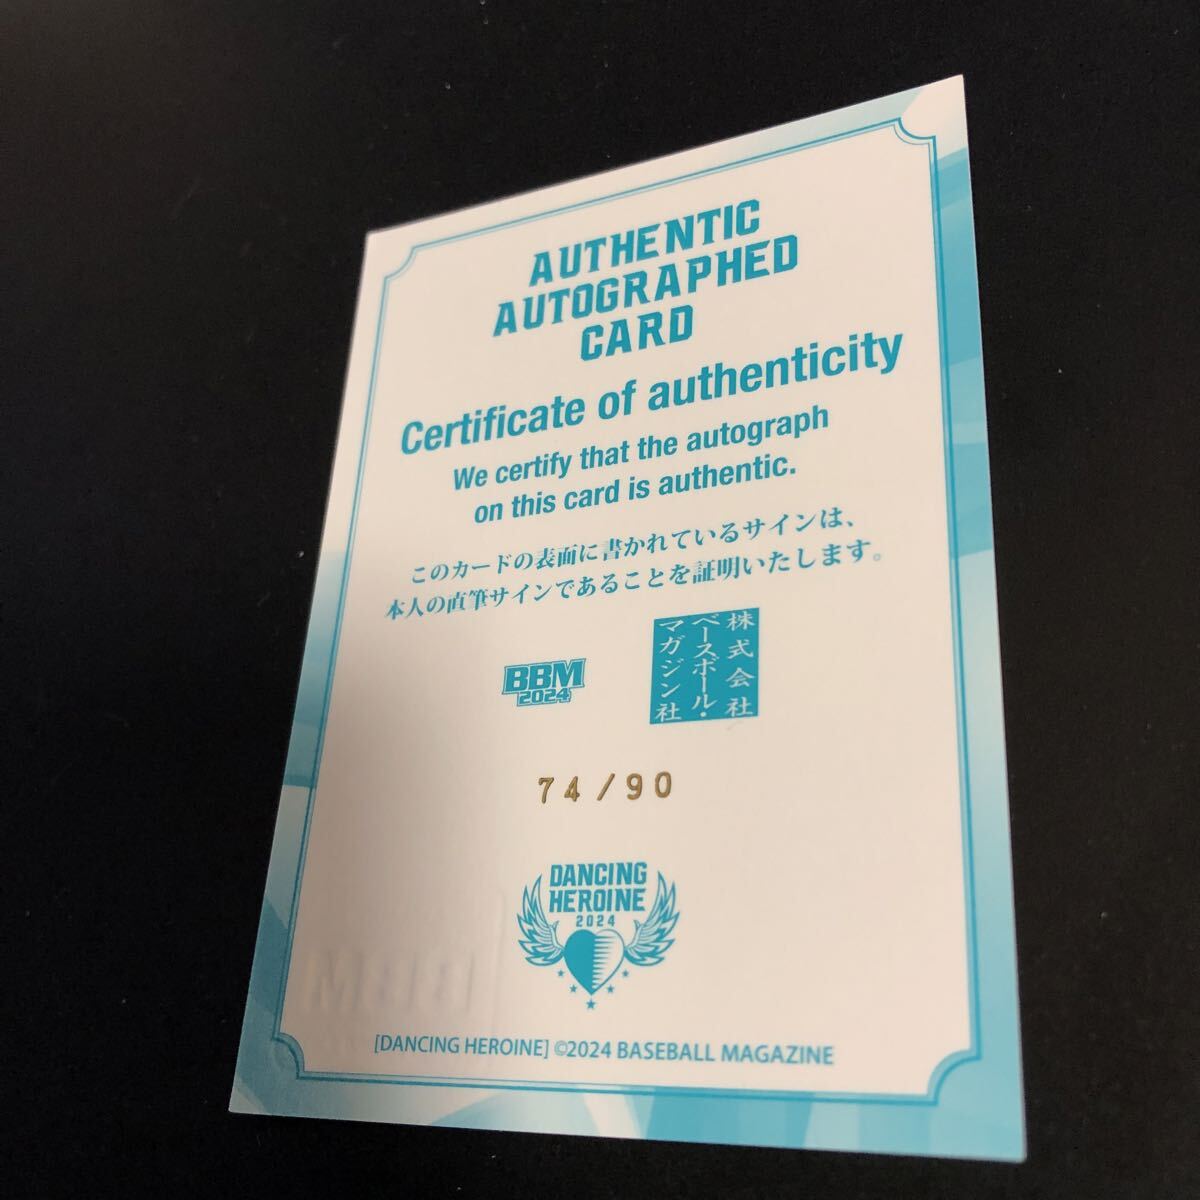 AUTHENTIC
AUTOGRAPHED
CARD
Certificate of authenticity
We certify that the autograph
on this card is authentic.
このカードの表面に書かれているサインは、
本人の直筆サインであることを証明いたします。
BBM
2024
株式会社
ベースボール・
マガジン社
74/90
DANCING
HEROINE
2024
BBM
[DANCING HEROINE] ©2024 BASEBALL MAGAZINE